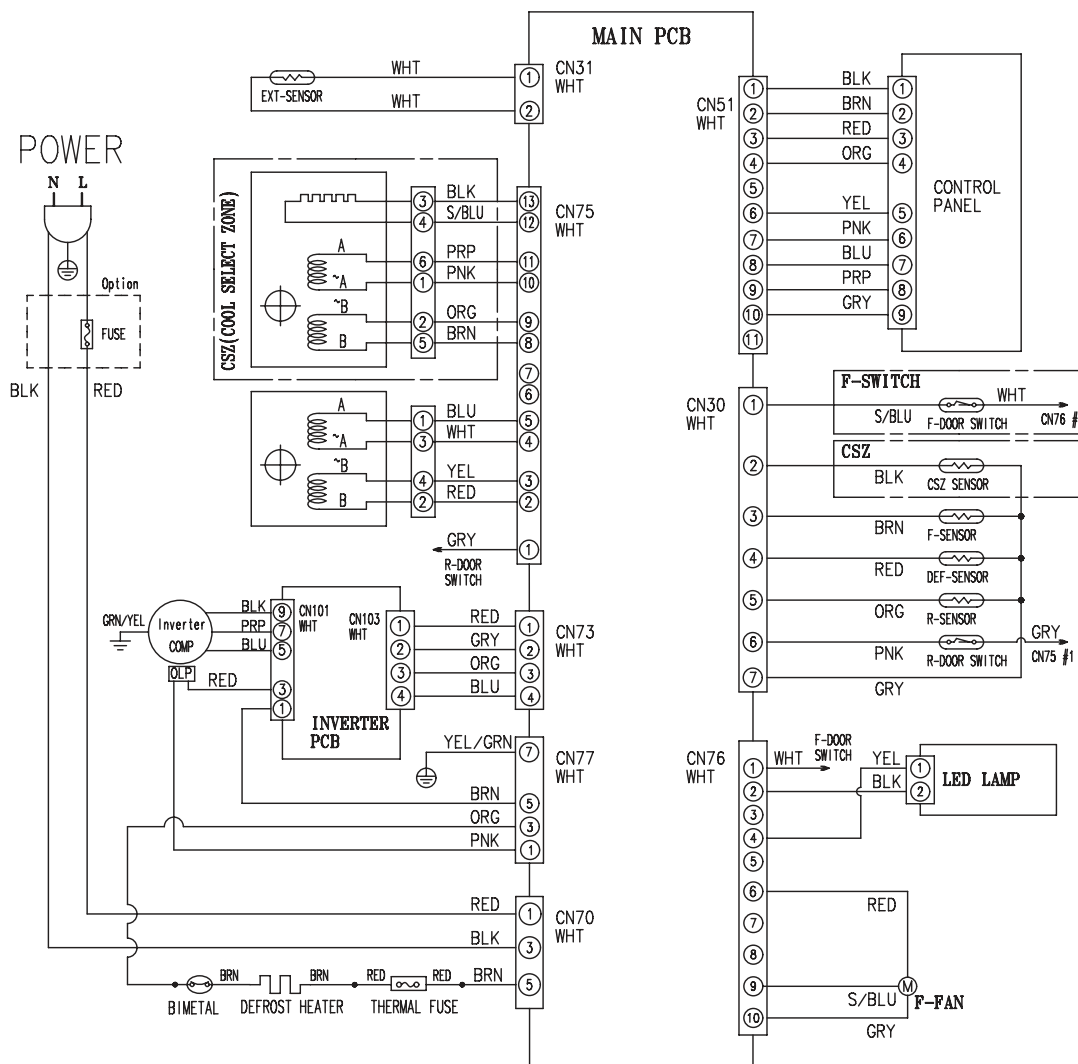 MAIN PCB
POWER
N L
Option
FUSE
BLK
RED
WHT
EXT-SENSOR
WHT
1
2
CN31
WHT
CSZ(COOL SELECT ZONE)
A
~A
~B
B
3 BLK 13
4 S/BLU 12
6 PRP 11
1 PNK 10
2 ORG 9
5 BRN 8
7
6
CN75
WHT
A
~A
~B
B
1 BLU 5
3 WHT 4
4 YEL 3
2 RED 2
GRY 1
R-DOOR
SWITCH
GRN/YEL
Inverter
COMP
OLP
BLK 9
PRP 7
BLU 5
RED 3
1
CN101
WHT
CN103
WHT
INVERTER
PCB
1 RED 1
2 GRY 2
3 ORG 3
4 BLU 4
CN73
WHT
YEL/GRN 7
BRN 5
ORG 3
PNK 1
CN77
WHT
RED 1
BLK 3
BRN 5
CN70
WHT
BRN BRN RED RED
BIMETAL DEFROST HEATER THERMAL FUSE
CN51
WHT
1 BLK 1
2 BRN 2
3 RED 3
4 ORG 4
5
6 YEL 5
7 PNK 6
8 BLU 7
9 PRP 8
10 GRY 9
11
CONTROL
PANEL
CN30
WHT
F-SWITCH
1 S/BLU F-DOOR SWITCH WHT
CN76 #
CSZ
2 BLK CSZ SENSOR
3 BRN F-SENSOR
4 RED DEF-SENSOR
5 ORG R-SENSOR
6 PNK R-DOOR SWITCH GRY
CN75 #1
7 GRY
CN76
WHT
1 WHT
F-DOOR
SWITCH
2
3
4
5
6
7
8
9
10
YEL 1
BLK 2
LED LAMP
RED
S/BLU
GRY
M
F-FAN